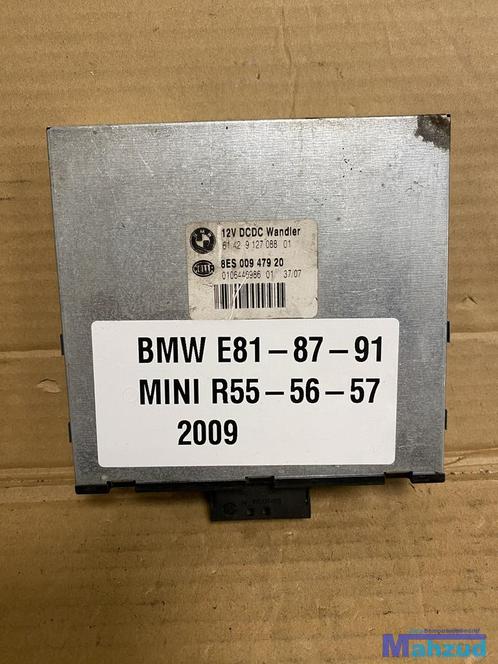 BMW
12V DCDC Wandler
61.42 9 127 088 01
HELLA
8ES 009 479 20
0106446986 01 37/07
BMW E81-87-91
MINI R55-56-57
2009
Mahzud